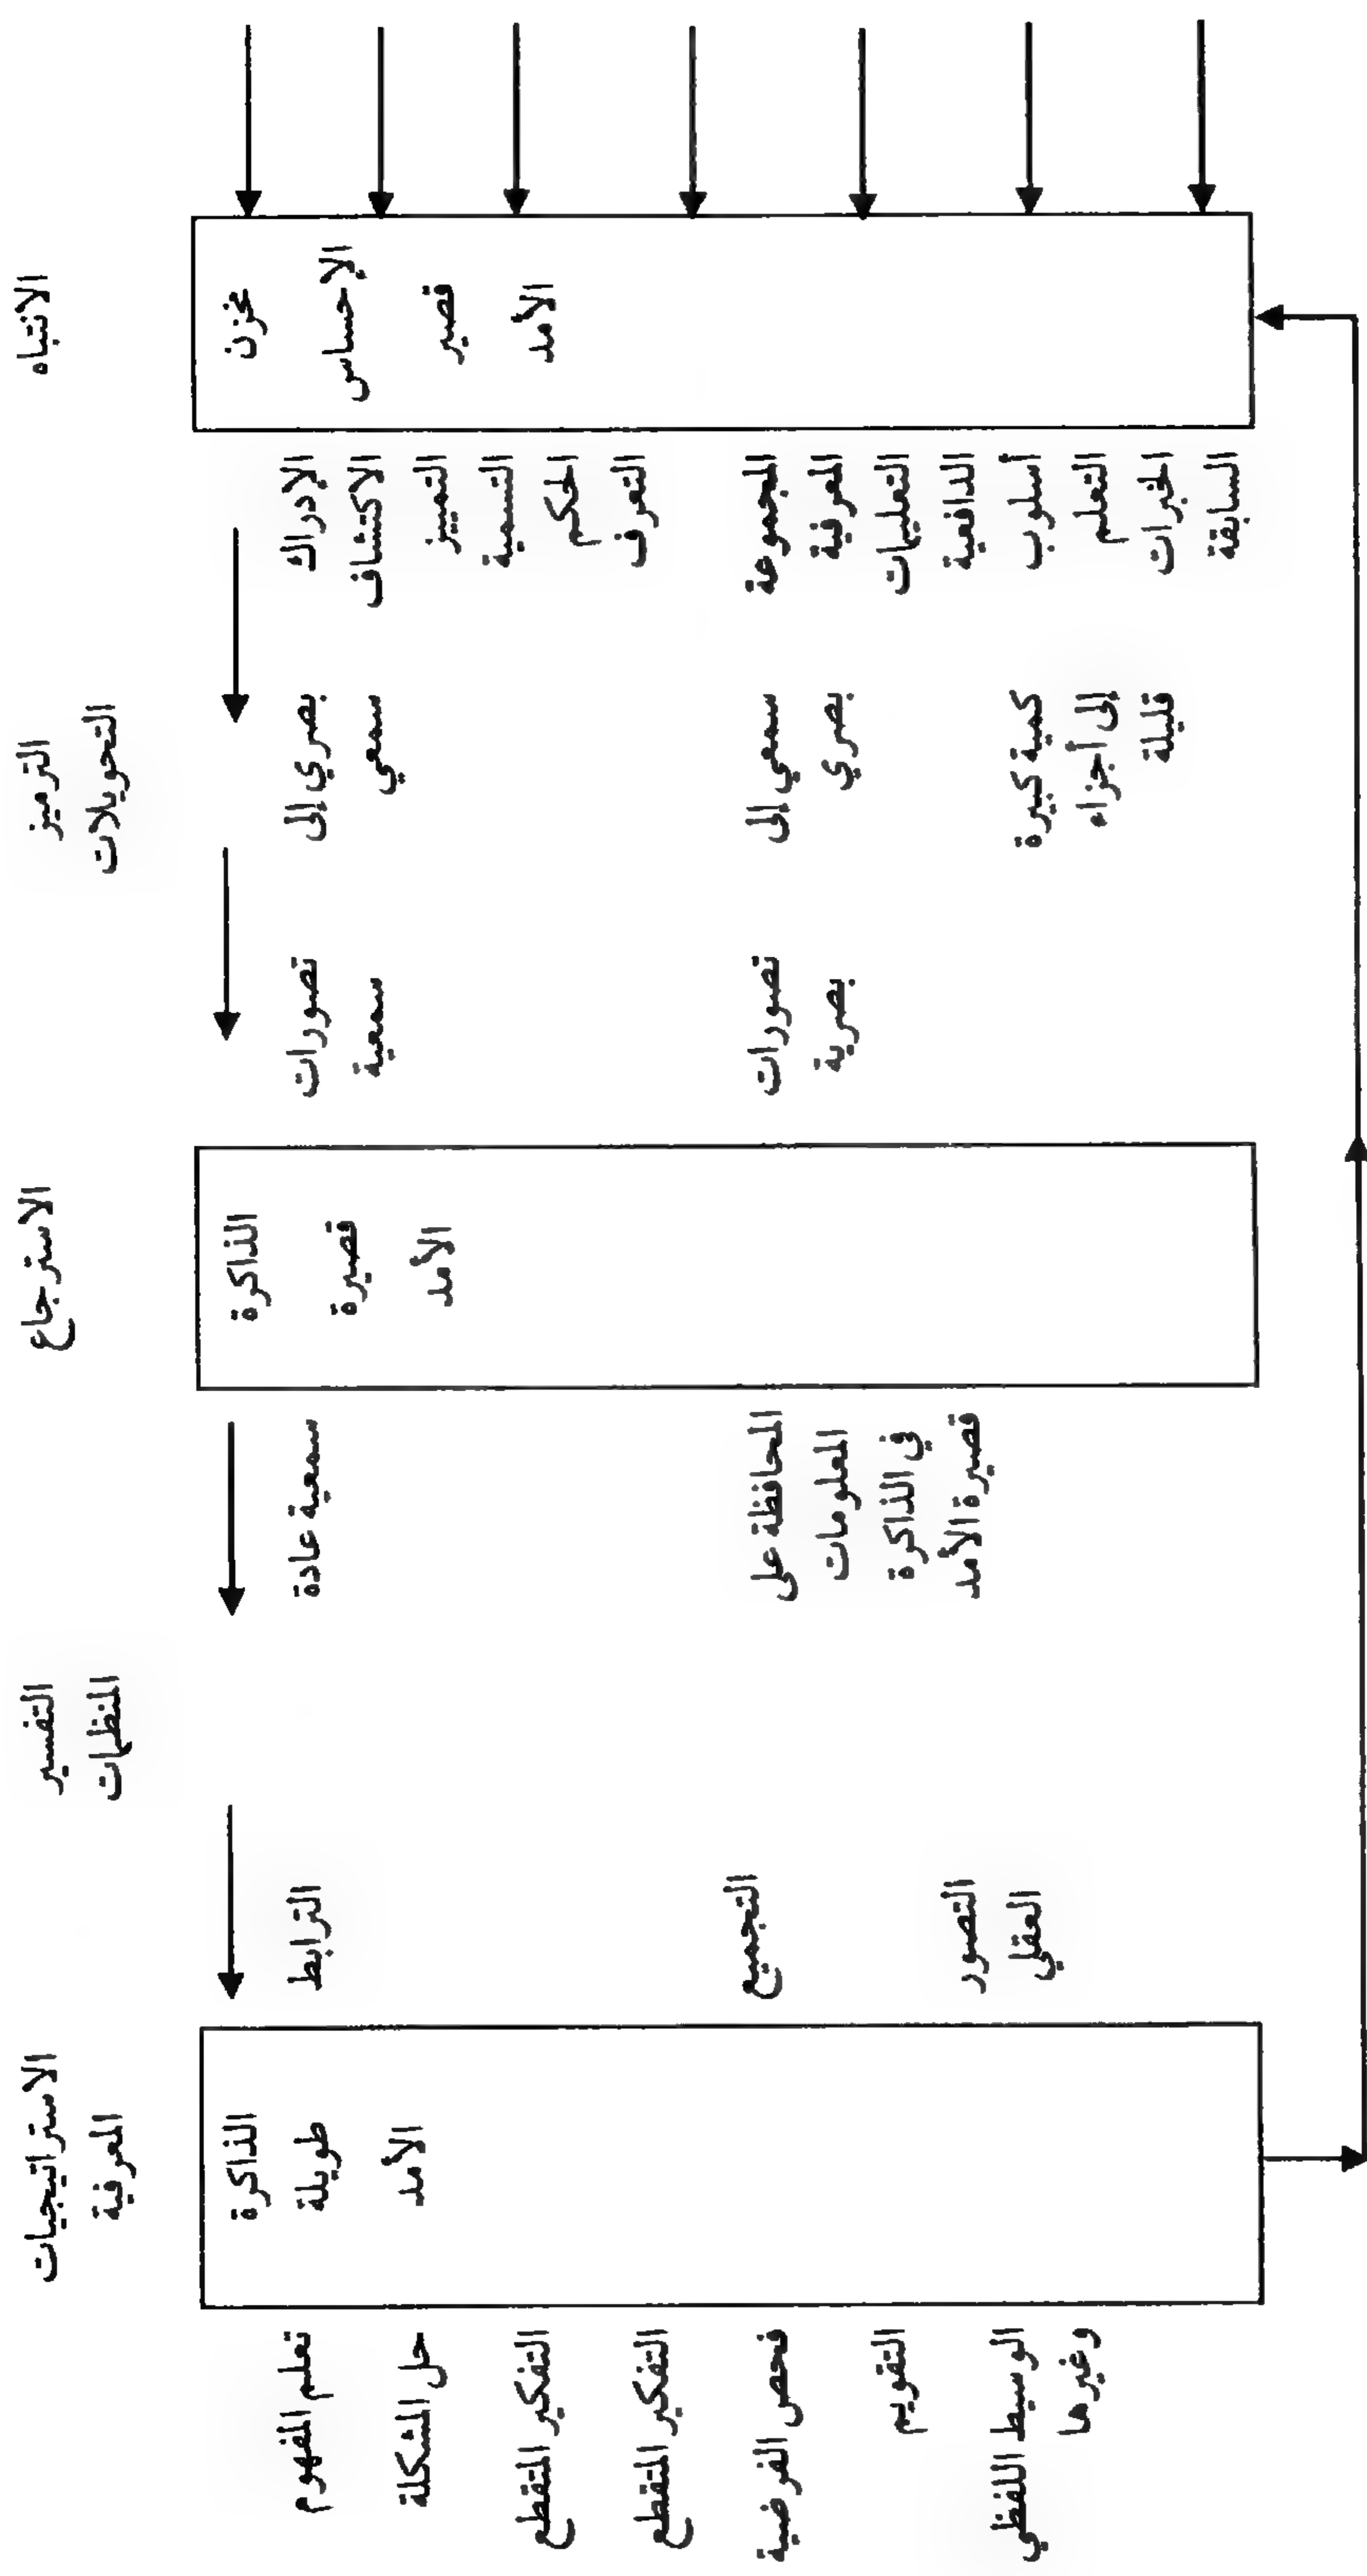 الانتباه
الترميز
التحويلات
الاسترجاع
التفسير
المنظمات
الاستراتيجيات
المعرفية
مخزن
الإحساس
قصير
الأمد
الإدراك
الاكتشاف
التمييز
التسمية
الحكم
التعرف
المجموعة
المعرفية
التعليمات
الدافعية
أسلوب
التعلم
الخبرات
السابقة
بصري إلى
سمعي
سمعي إلى
بصري
كمية كبيرة
إلى أجزاء
قليلة
تصورات
سمعية
تصورات
بصرية
الذاكرة
قصيرة
الأمد
سمعية عادة
المحافظة على
المعلومات
في الذاكرة
قصيرة الأمد
الترابط
التجميع
التصور
العقلي
الذاكرة
طويلة
الأمد
تعلم المفهوم
حل المشكلة
التفكير المتقطع
التفكير المتقطع
فحص الفرضية
التقويم
الوسيط اللفظي
وغيرها